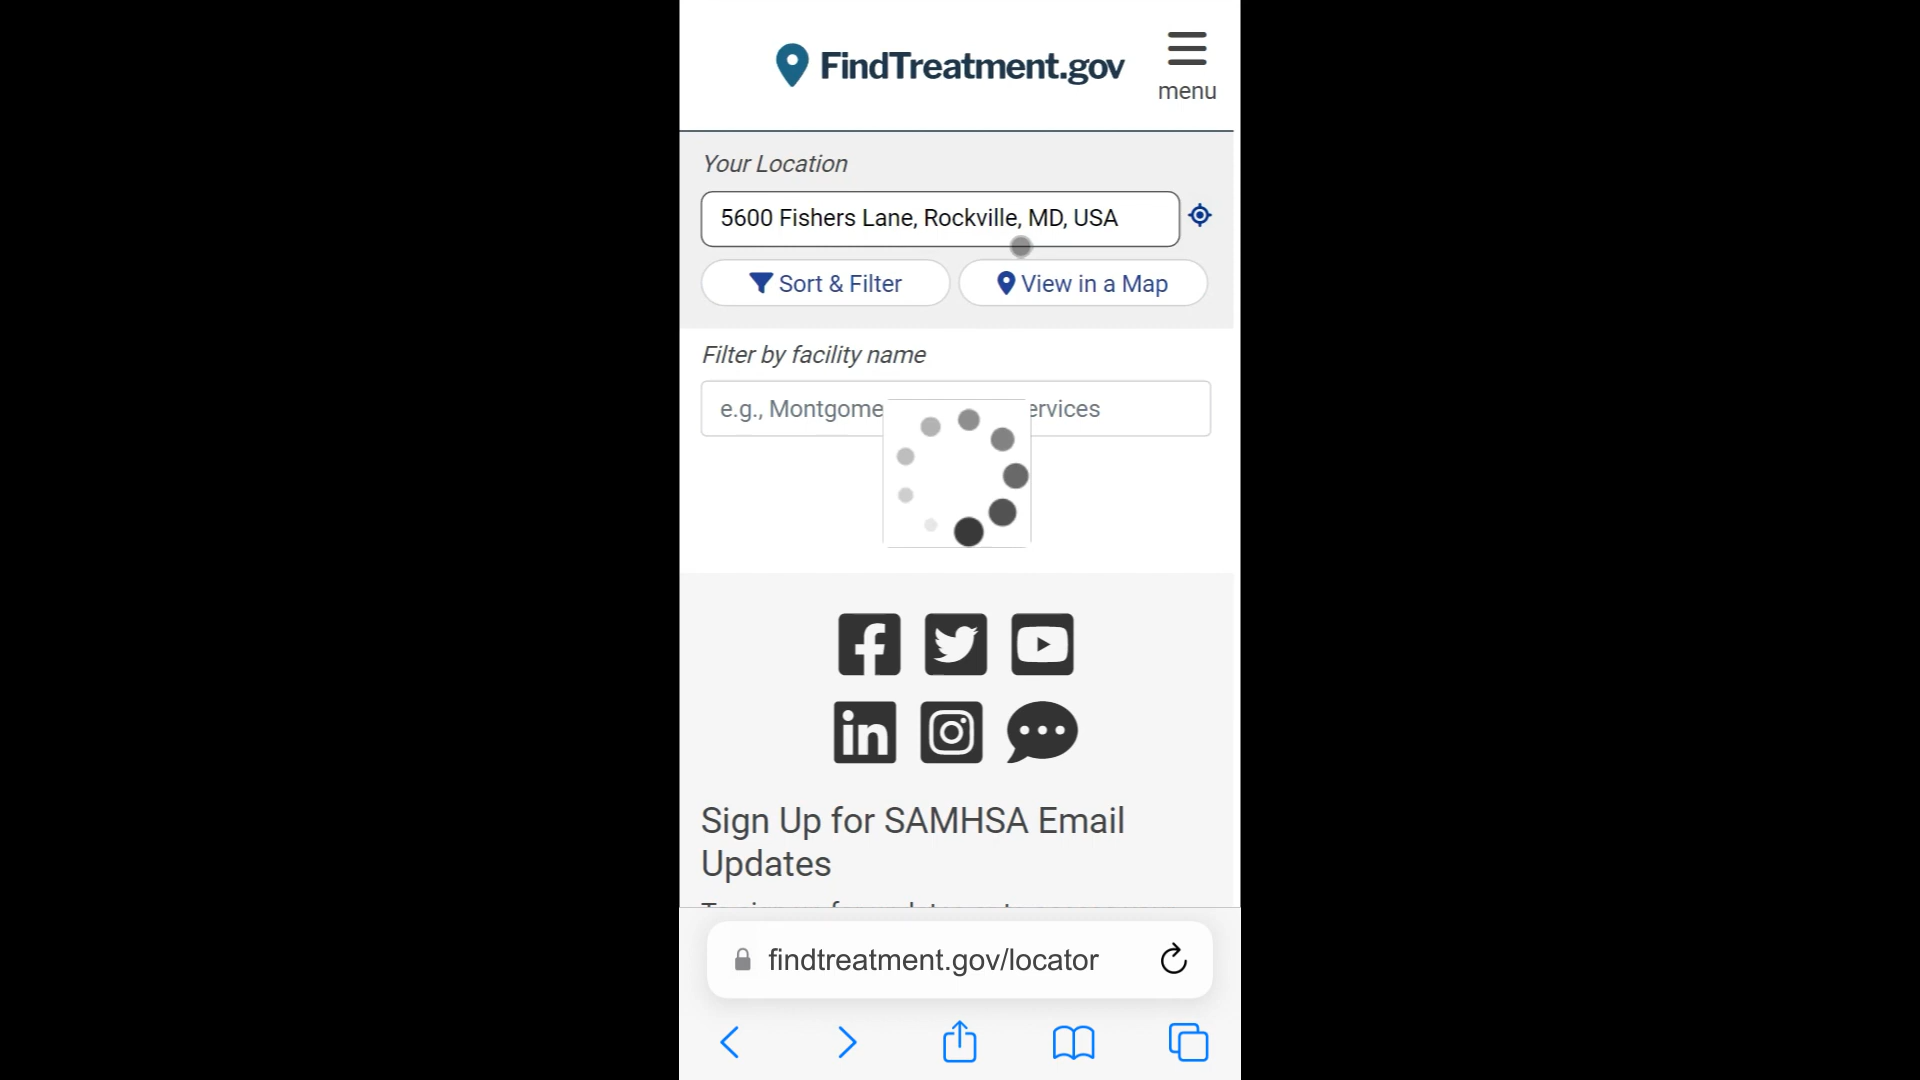 FindTreatment.gov
menu
Your Location
5600 Fishers Lane, Rockville, MD, USA
Sort & Filter
View in a Map
Filter by facility name
e.g., Montgome ervices
Sign Up for SAMHSA Email
Updates
findtreatment.gov/locator